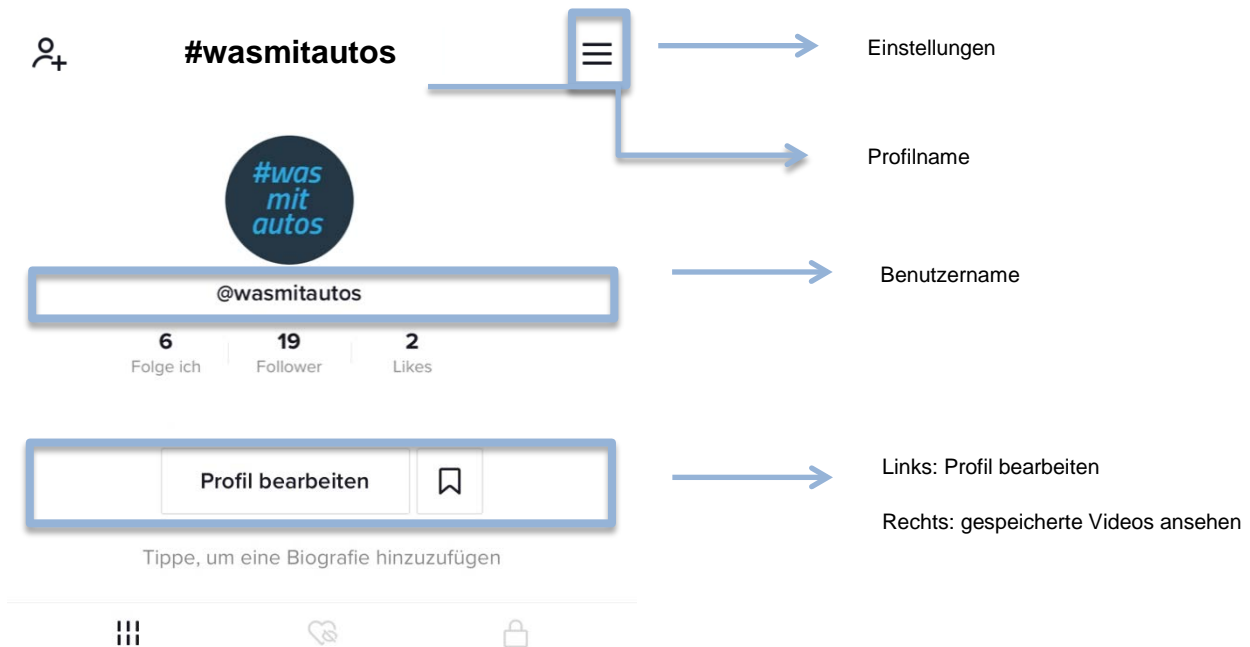 #wasmitautos
Einstellungen
Profilname
#was
mit
autos
@wasmitautos
Benutzername
6 19 2
Folge ich Follower Likes
Profil bearbeiten
Links: Profil bearbeiten
Rechts: gespeicherte Videos ansehen
Tippe, um eine Biografie hinzuzufügen